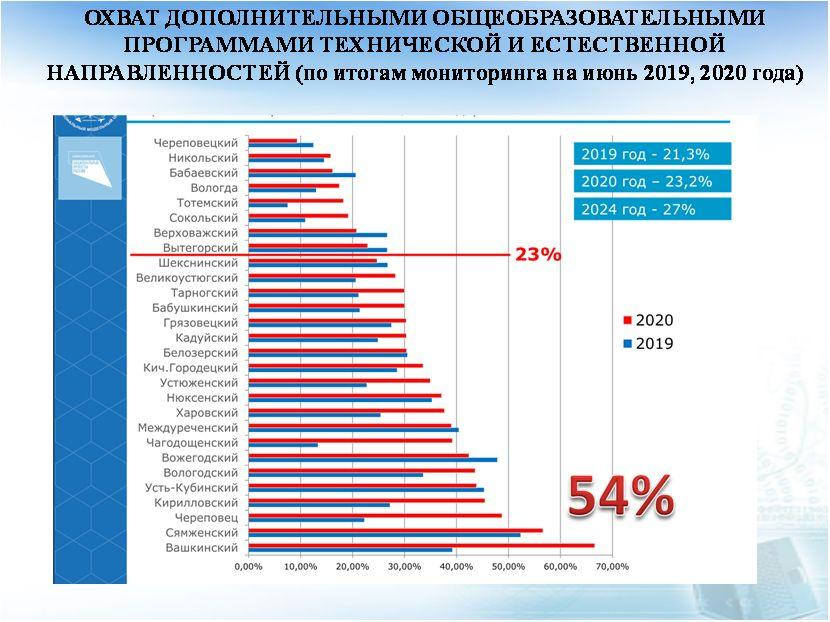 ОХВАТ ДОПОЛНИТЕЛЬНЫМИ ОБЩЕОБРАЗОВАТЕЛЬНЫМИ
ПРОГРАММАМИ ТЕХНИЧЕСКОЙ И ЕСТЕСТВЕННОЙ
НАПРАВЛЕННОСТЕЙ (по итогам мониторинга на июнь 2019, 2020 года)
2019 год - 21,3%
2020 год – 23,2%
2024 год - 27%
Череповецкий
Никольский
Бабаевский
Вологда
Тотемский
Сокольский
Верховажский
Вытегорский
23%
Шекснинский
Великоустюгский
Тарногский
Бабушкинский
Грязовецкий
Кадуйский
Белозерский
Кич.Городецкий
Устюженский
Нюксенский
Харовский
Междуреченский
Чагодощенский
Вожегодский
Вологодский
Усть-Кубинский
Кирилловский
Череповец
Сямженский
Вашкинский
2020
2019
54%
0,00% 10,00% 20,00% 30,00% 40,00% 50,00% 60,00% 70,00%